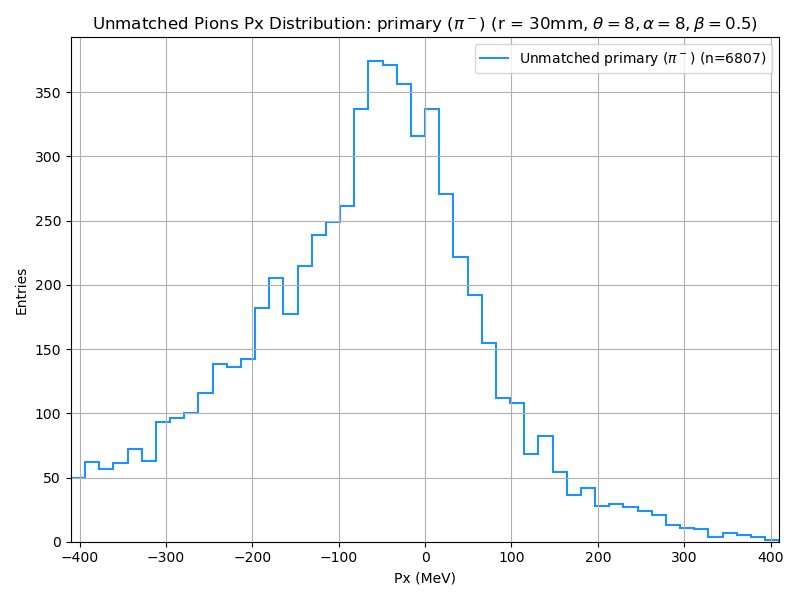 Unmatched Pions Px Distribution: primary (π⁻) (r = 30mm, θ = 8, α = 8, β = 0.5)
Unmatched primary (π⁻) (n=6807)
350
300
250
200
150
100
50
0
Entries
−400 −300 −200 −100 0 100 200 300 400
Px (MeV)